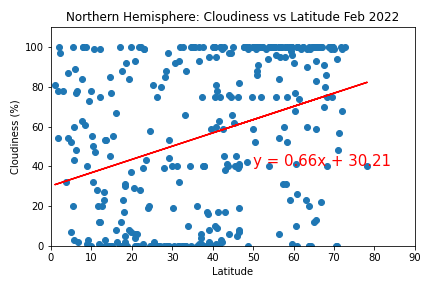 Northern Hemisphere: Cloudiness vs Latitude Feb 2022
100
80
60
40
20
0
Cloudiness (%)
y = 0.66x + 30.21
0 10 20 30 40 50 60 70 80 90
Latitude